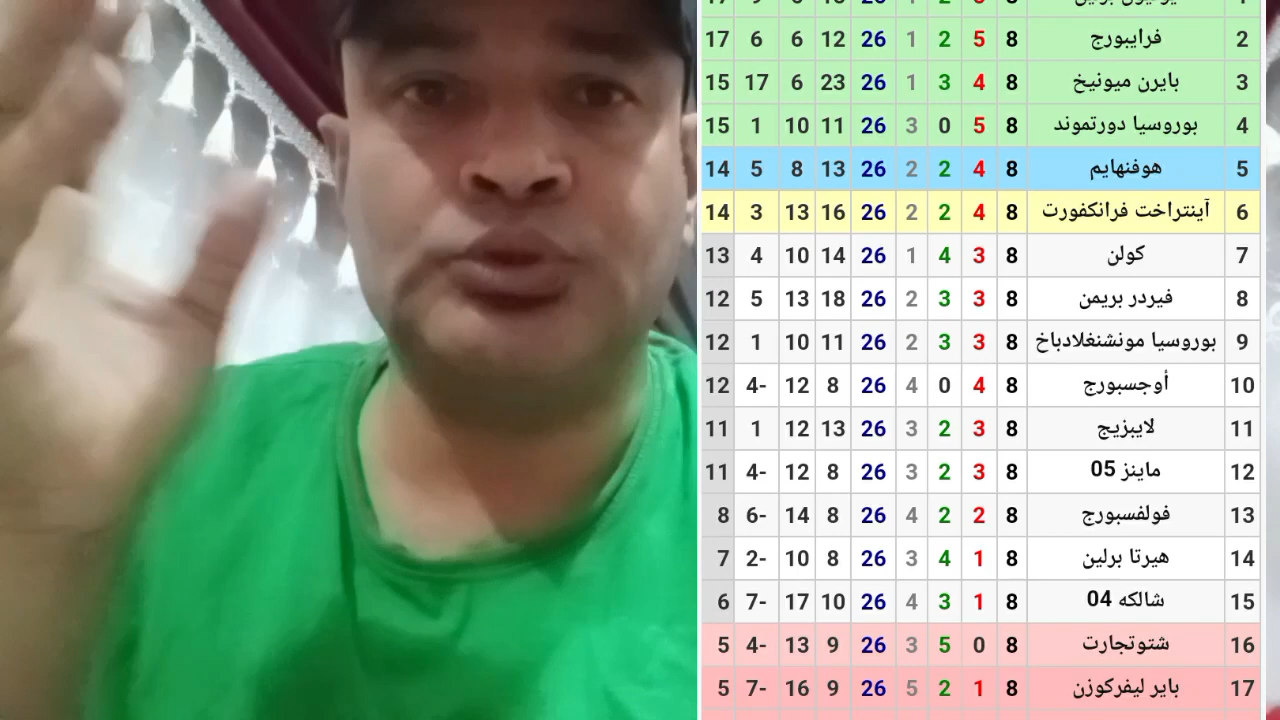 2 فرايبورج 8 5 2 1 26 12 6 6 17
3 بايرن ميونيخ 8 4 3 1 26 23 6 17 15
4 بوروسيا دورتموند 8 5 0 3 26 11 10 1 15
5 هوفنهايم 8 4 2 2 26 13 8 5 14
6 آينتراخت فرانكفورت 8 4 2 2 26 16 13 3 14
7 كولن 8 3 4 1 26 14 10 4 13
8 فيردر بريمن 8 3 3 2 26 18 13 5 12
9 بوروسيا مونشنغلادباخ 8 3 3 2 26 11 10 1 12
10 أوجسبورج 8 4 0 4 26 8 12 4- 12
11 لايبزيج 8 3 2 3 26 13 12 1 11
12 ماينز 05 8 3 2 3 26 8 12 4- 11
13 فولفسبورج 8 2 2 4 26 8 14 6- 8
14 هيرتا برلين 8 1 4 3 26 8 10 2- 7
15 شالكه 04 8 1 3 4 26 10 17 7- 6
16 شتوتجارت 8 0 5 3 26 9 13 4- 5
17 باير ليفركوزن 8 1 2 5 26 9 16 7- 5